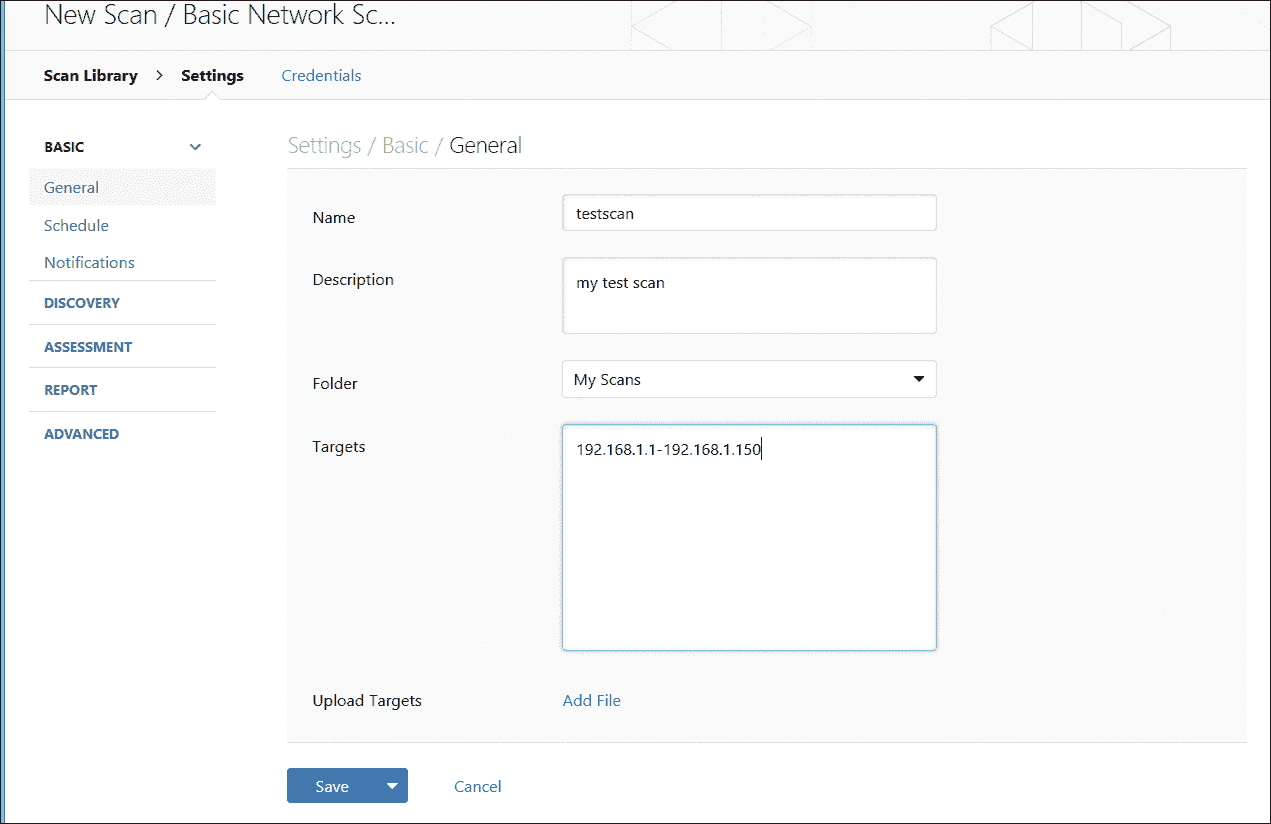 New Scan / Basic Network Sc...
Scan Library > Settings Credentials
BASIC
General
Schedule
Notifications
DISCOVERY
ASSESSMENT
REPORT
ADVANCED
Settings / Basic / General
Name testscan
Description my test scan
Folder My Scans
Targets 192.168.1.1-192.168.1.150
Upload Targets Add File
Save Cancel